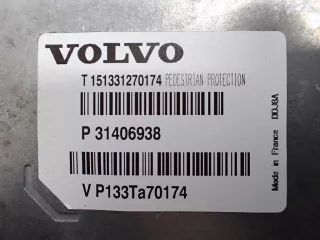 VOLVO
T 151331270174 PEDESTRIAN PROTECTION
P 31406938
V P133Ta70174
Made in France DOJ8A